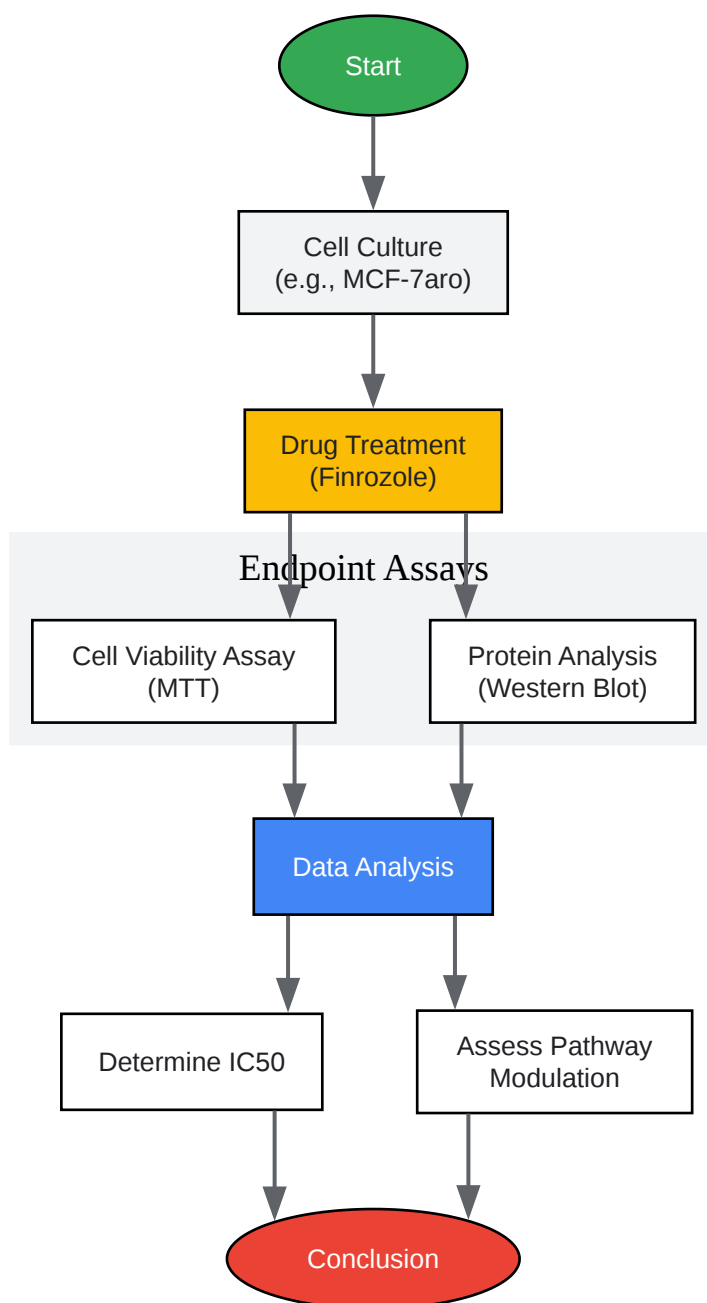 Start
Cell Culture
(e.g., MCF-7aro)
Drug Treatment
(Finrozole)
Endpoint Assays
Cell Viability Assay
(MTT)
Protein Analysis
(Western Blot)
Data Analysis
Determine IC50
Assess Pathway
Modulation
Conclusion